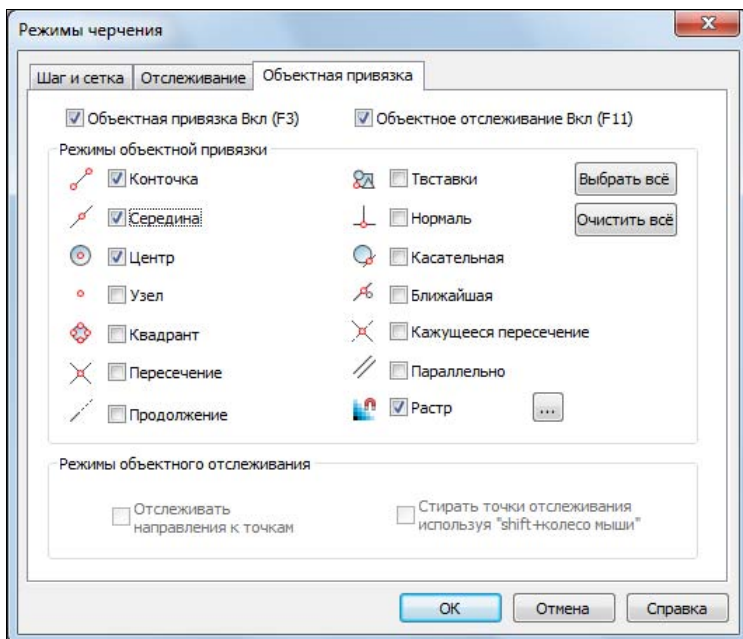 Режимы черчения
Шаг и сетка
Отслеживание
Объектная привязка
Объектная привязка Вкл (F3)
Объектное отслеживание Вкл (F11)
Режимы объектной привязки
Конточка
Середина
Центр
Узел
Квадрант
Пересечение
Продолжение
Твставки
Нормаль
Касательная
Ближайшая
Кажущееся пересечение
Параллельно
Растр
...
Выбрать всё
Очистить всё
Режимы объектного отслеживания
Отслеживать
направления к точкам
Стирать точки отслеживания
используя "shift+колесо мыши"
ОК
Отмена
Справка